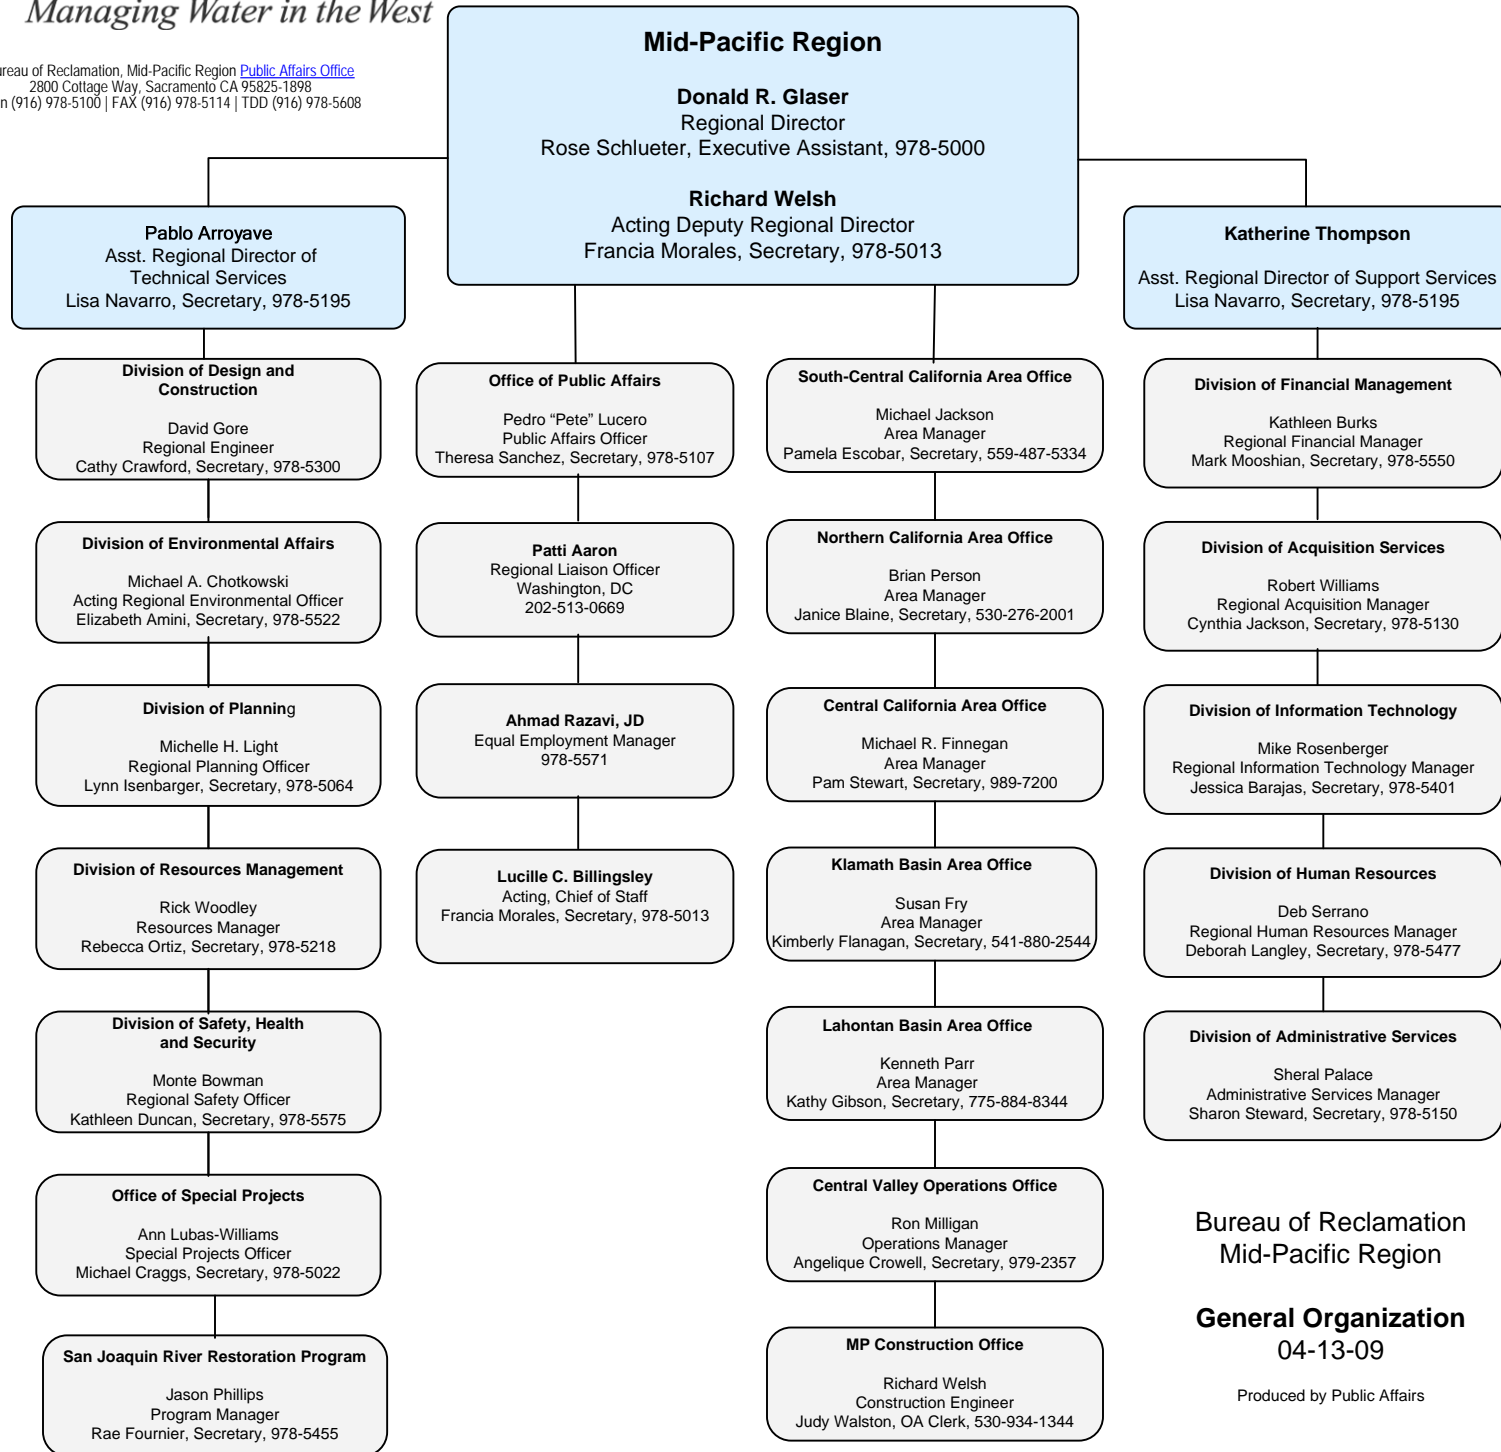 Managing Water in the West
Bureau of Reclamation, Mid-Pacific Region Public Affairs Office
2800 Cottage Way, Sacramento CA 95825-1898
(916) 978-5100 | FAX (916) 978-5114 | TDD (916) 978-5608
Mid-Pacific Region
Donald R. Glaser
Regional Director
Rose Schlueter, Executive Assistant, 978-5000
Richard Welsh
Acting Deputy Regional Director
Francia Morales, Secretary, 978-5013
Pablo Arroyave
Asst. Regional Director of
Technical Services
Lisa Navarro, Secretary, 978-5195
Katherine Thompson
Asst. Regional Director of Support Services
Lisa Navarro, Secretary, 978-5195
Division of Design and
Construction
David Gore
Regional Engineer
Cathy Crawford, Secretary, 978-5300
Division of Environmental Affairs
Michael A. Chotkowski
Acting Regional Environmental Officer
Elizabeth Amini, Secretary, 978-5522
Division of Planning
Michelle H. Light
Regional Planning Officer
Lynn Isenbarger, Secretary, 978-5064
Division of Resources Management
Rick Woodley
Resources Manager
Rebecca Ortiz, Secretary, 978-5218
Division of Safety, Health
and Security
Monte Bowman
Regional Safety Officer
Kathleen Duncan, Secretary, 978-5575
Office of Special Projects
Ann Lubas-Williams
Special Projects Officer
Michael Craggs, Secretary, 978-5022
San Joaquin River Restoration Program
Jason Phillips
Program Manager
Rae Fournier, Secretary, 978-5455
Office of Public Affairs
Pedro “Pete” Lucero
Public Affairs Officer
Theresa Sanchez, Secretary, 978-5107
Patti Aaron
Regional Liaison Officer
Washington, DC
202-513-0669
Ahmad Razavi, JD
Equal Employment Manager
978-5571
Lucille C. Billingsley
Acting, Chief of Staff
Francia Morales, Secretary, 978-5013
South-Central California Area Office
Michael Jackson
Area Manager
Pamela Escobar, Secretary, 559-487-5334
Northern California Area Office
Brian Person
Area Manager
Janice Blaine, Secretary, 530-276-2001
Central California Area Office
Michael R. Finnegan
Area Manager
Pam Stewart, Secretary, 989-7200
Klamath Basin Area Office
Susan Fry
Area Manager
Kimberly Flanagan, Secretary, 541-880-2544
Lahontan Basin Area Office
Kenneth Parr
Area Manager
Kathy Gibson, Secretary, 775-884-8344
Central Valley Operations Office
Ron Milligan
Operations Manager
Angelique Crowell, Secretary, 979-2357
MP Construction Office
Richard Welsh
Construction Engineer
Judy Walston, OA Clerk, 530-934-1344
Division of Financial Management
Kathleen Burks
Regional Financial Manager
Mark Mooshian, Secretary, 978-5550
Division of Acquisition Services
Robert Williams
Regional Acquisition Manager
Cynthia Jackson, Secretary, 978-5130
Division of Information Technology
Mike Rosenberger
Regional Information Technology Manager
Jessica Barajas, Secretary, 978-5401
Division of Human Resources
Deb Serrano
Regional Human Resources Manager
Deborah Langley, Secretary, 978-5477
Division of Administrative Services
Sheral Palace
Administrative Services Manager
Sharon Steward, Secretary, 978-5150
Bureau of Reclamation
Mid-Pacific Region
General Organization
04-13-09
Produced by Public Affairs